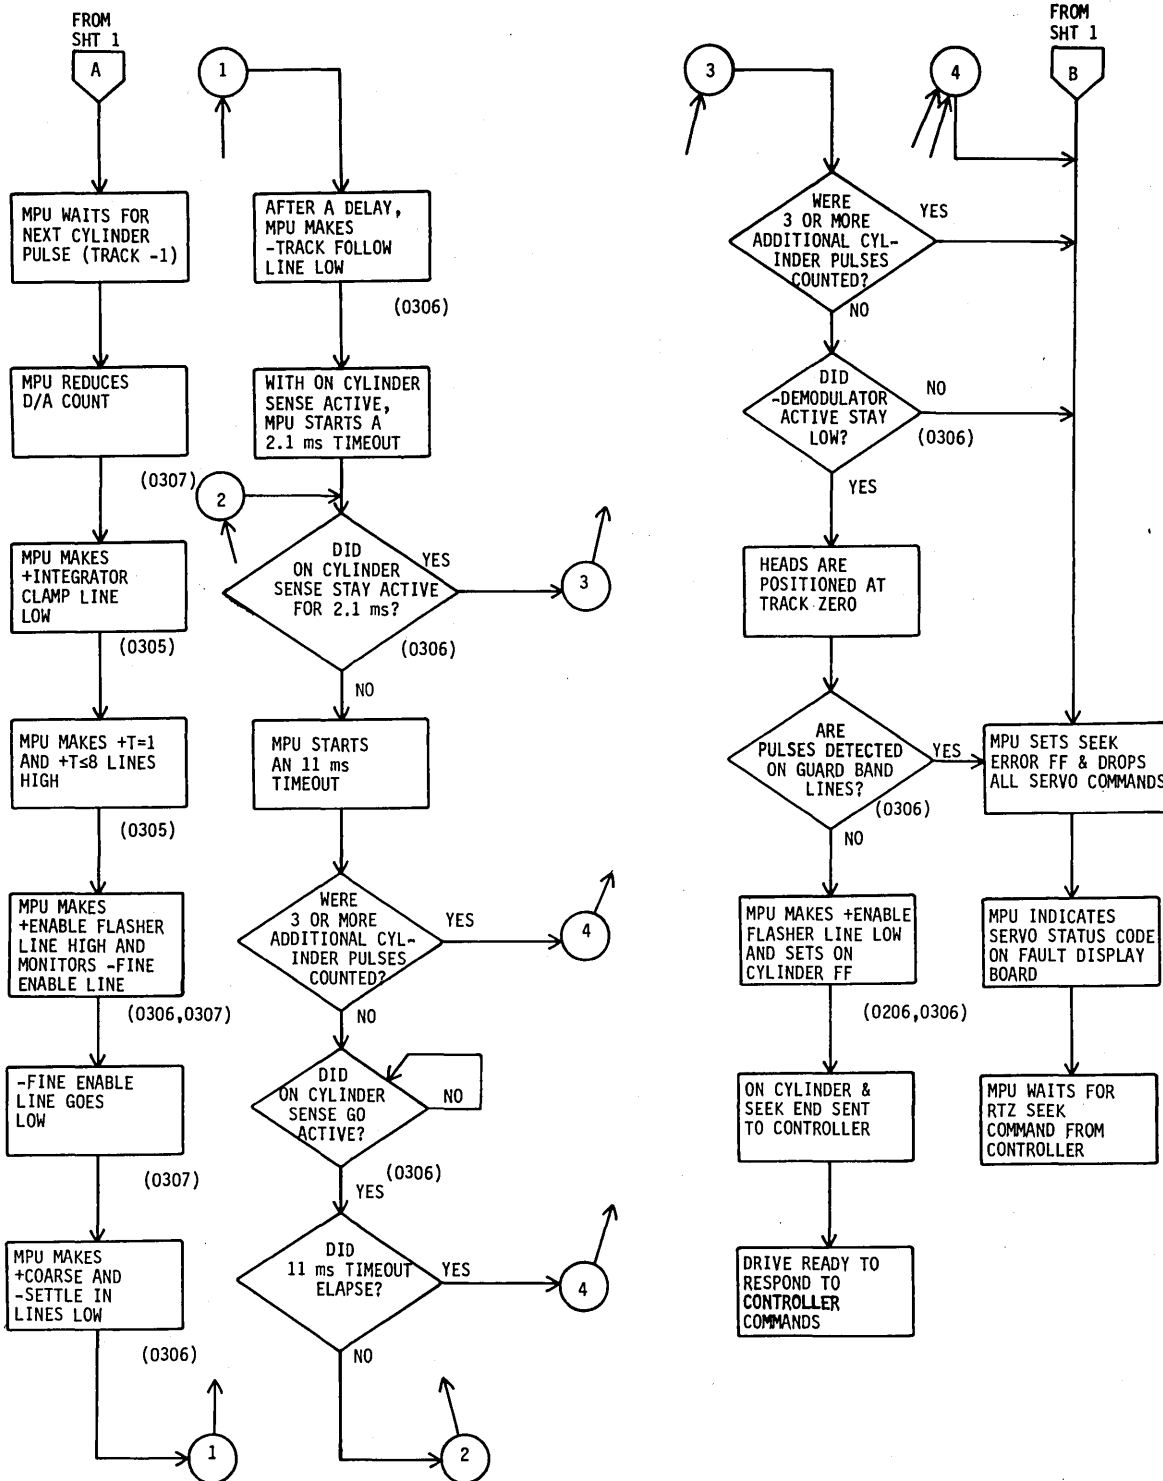 FROM
SHT 1
A
MPU WAITS FOR
NEXT CYLINDER
PULSE (TRACK -1)
MPU REDUCES
D/A COUNT
(0307)
MPU MAKES
+INTEGRATOR
CLAMP LINE
LOW
(0305)
MPU MAKES +T=1
AND +T≤8 LINES
HIGH
(0305)
MPU MAKES
+ENABLE FLASHER
LINE HIGH AND
MONITORS -FINE
ENABLE LINE
(0306,0307)
-FINE ENABLE
LINE GOES
LOW
(0307)
MPU MAKES
+COARSE AND
-SETTLE IN
LINES LOW
(0306)
1
1
AFTER A DELAY,
MPU MAKES
-TRACK FOLLOW
LINE LOW
(0306)
WITH ON CYLINDER
SENSE ACTIVE,
MPU STARTS A
2.1 ms TIMEOUT
2
DID
ON CYLINDER
SENSE STAY ACTIVE
FOR 2.1 ms?
YES
3
(0306)
NO
MPU STARTS
AN 11 ms
TIMEOUT
WERE
3 OR MORE
ADDITIONAL CYL-
INDER PULSES
COUNTED?
YES
4
NO
DID
ON CYLINDER
SENSE GO
ACTIVE?
NO
(0306)
YES
DID
11 ms TIMEOUT
ELAPSE?
YES
4
NO
2
3
WERE
3 OR MORE
ADDITIONAL CYL-
INDER PULSES
COUNTED?
YES
NO
DID
-DEMODULATOR
ACTIVE STAY
LOW?
NO
(0306)
YES
HEADS ARE
POSITIONED AT
TRACK ZERO
ARE
PULSES DETECTED
ON GUARD BAND
LINES?
YES
(0306)
NO
MPU MAKES +ENABLE
FLASHER LINE LOW
AND SETS ON
CYLINDER FF
(0206,0306)
ON CYLINDER &
SEEK END SENT
TO CONTROLLER
DRIVE READY TO
RESPOND TO
CONTROLLER
COMMANDS
4
FROM
SHT 1
B
MPU SETS SEEK
ERROR FF & DROPS
ALL SERVO COMMANDS
MPU INDICATES
SERVO STATUS CODE
ON FAULT DISPLAY
BOARD
MPU WAITS FOR
RTZ SEEK
COMMAND FROM
CONTROLLER